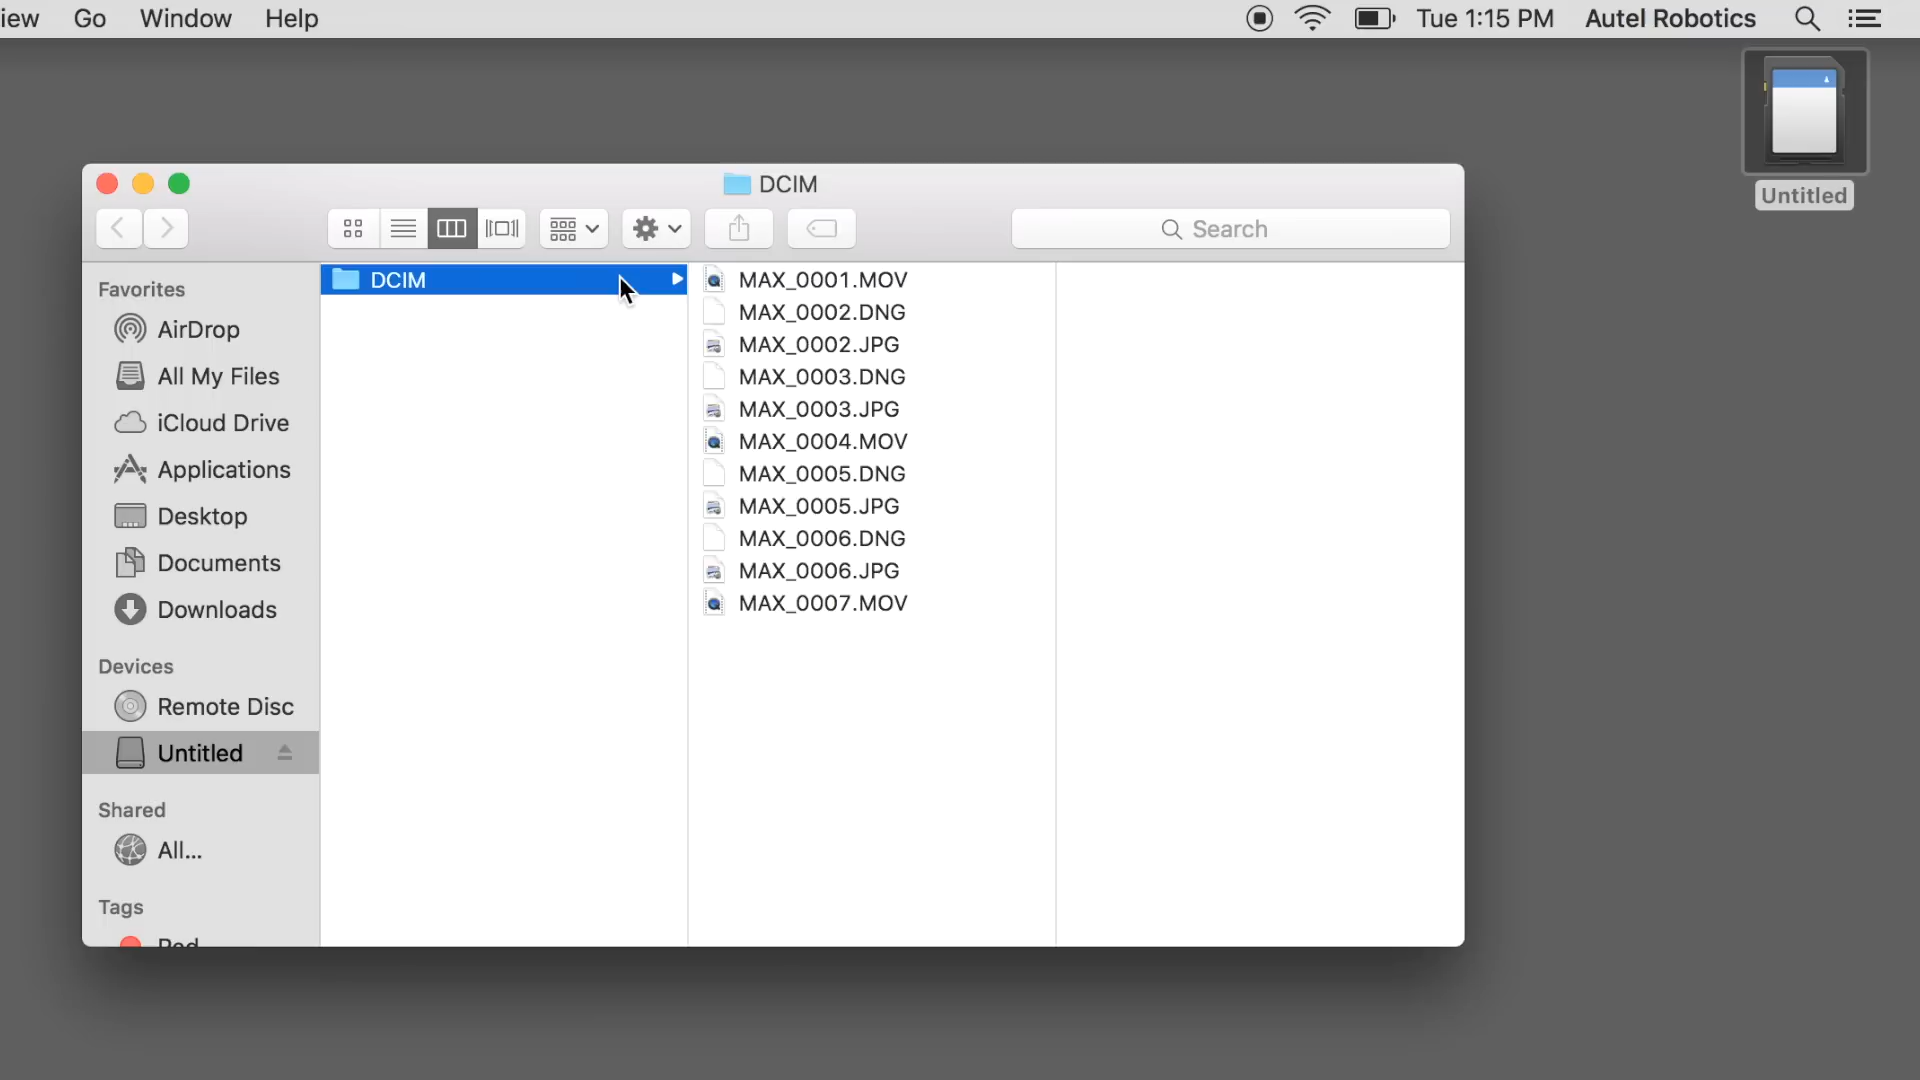 iew Go Window Help Tue 1:15 PM Autel Robotics
Untitled
DCIM
Search
Favorites
AirDrop
All My Files
iCloud Drive
Applications
Desktop
Documents
Downloads
Devices
Remote Disc
Untitled
Shared
All...
Tags
Red
DCIM
MAX_0001.MOV
MAX_0002.DNG
MAX_0002.JPG
MAX_0003.DNG
MAX_0003.JPG
MAX_0004.MOV
MAX_0005.DNG
MAX_0005.JPG
MAX_0006.DNG
MAX_0006.JPG
MAX_0007.MOV